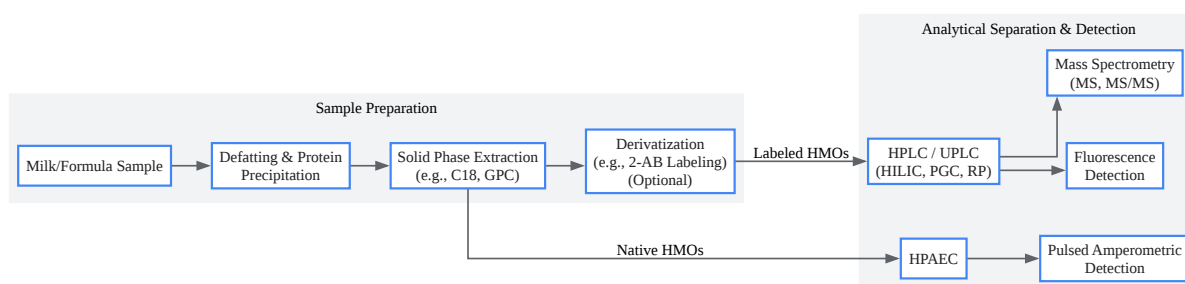 Analytical Separation & Detection
Mass Spectrometry
(MS, MS/MS)
Sample Preparation
Milk/Formula Sample
Defatting & Protein
Precipitation
Solid Phase Extraction
(e.g., C18, GPC)
Derivatization
(e.g., 2-AB Labeling)
(Optional)
Labeled HMOs
HPLC / UPLC
(HILIC, PGC, RP)
Fluorescence
Detection
Native HMOs
HPAEC
Pulsed Amperometric
Detection